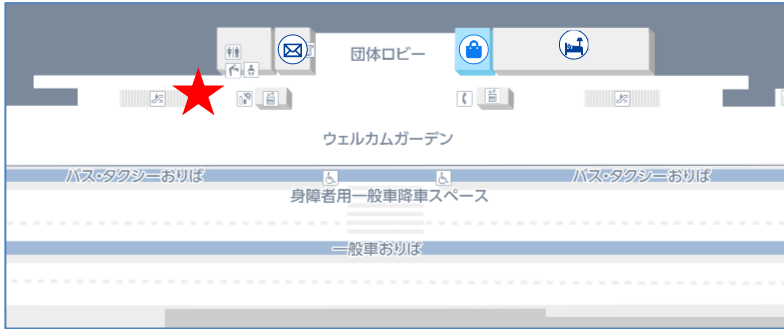 団体ロビー
ウェルカムガーデン
バス・タクシーおりば
バス・タクシーおりば
身障者用一般車降車スペース
一般車おりば